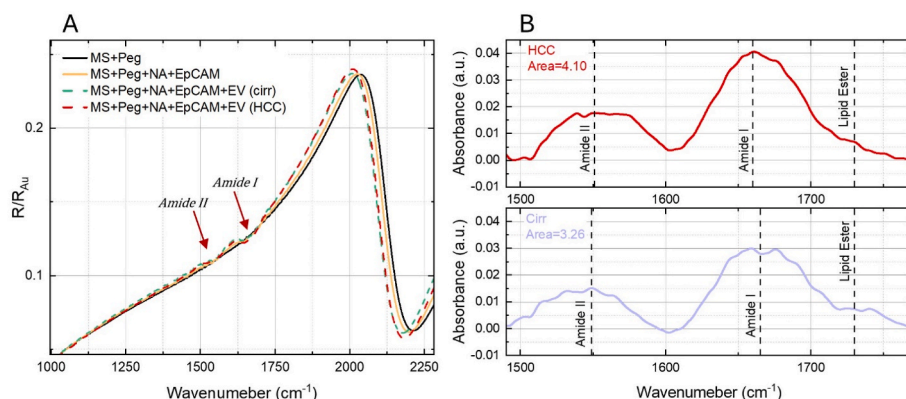 A
MS+Peg
MS+Peg+NA+EpCAM
MS+Peg+NA+EpCAM+EV (cirr)
MS+Peg+NA+EpCAM+EV (HCC)
Amide II
Amide I
R/R_Au
0.2
0.1
1000 1250 1500 1750 2000 2250
Wavenumeber (cm⁻¹)
B
HCC
Area=4.10
Amide II
Amide I
Lipid Ester
Absorbance (a.u.)
0.04
0.03
0.02
0.01
0.00
-0.01
1500 1600 1700
Cirr
Area=3.26
Amide II
Amide I
Lipid Ester
Absorbance (a.u.)
0.04
0.03
0.02
0.01
0.00
-0.01
1500 1600 1700
Wavenumeber (cm⁻¹)